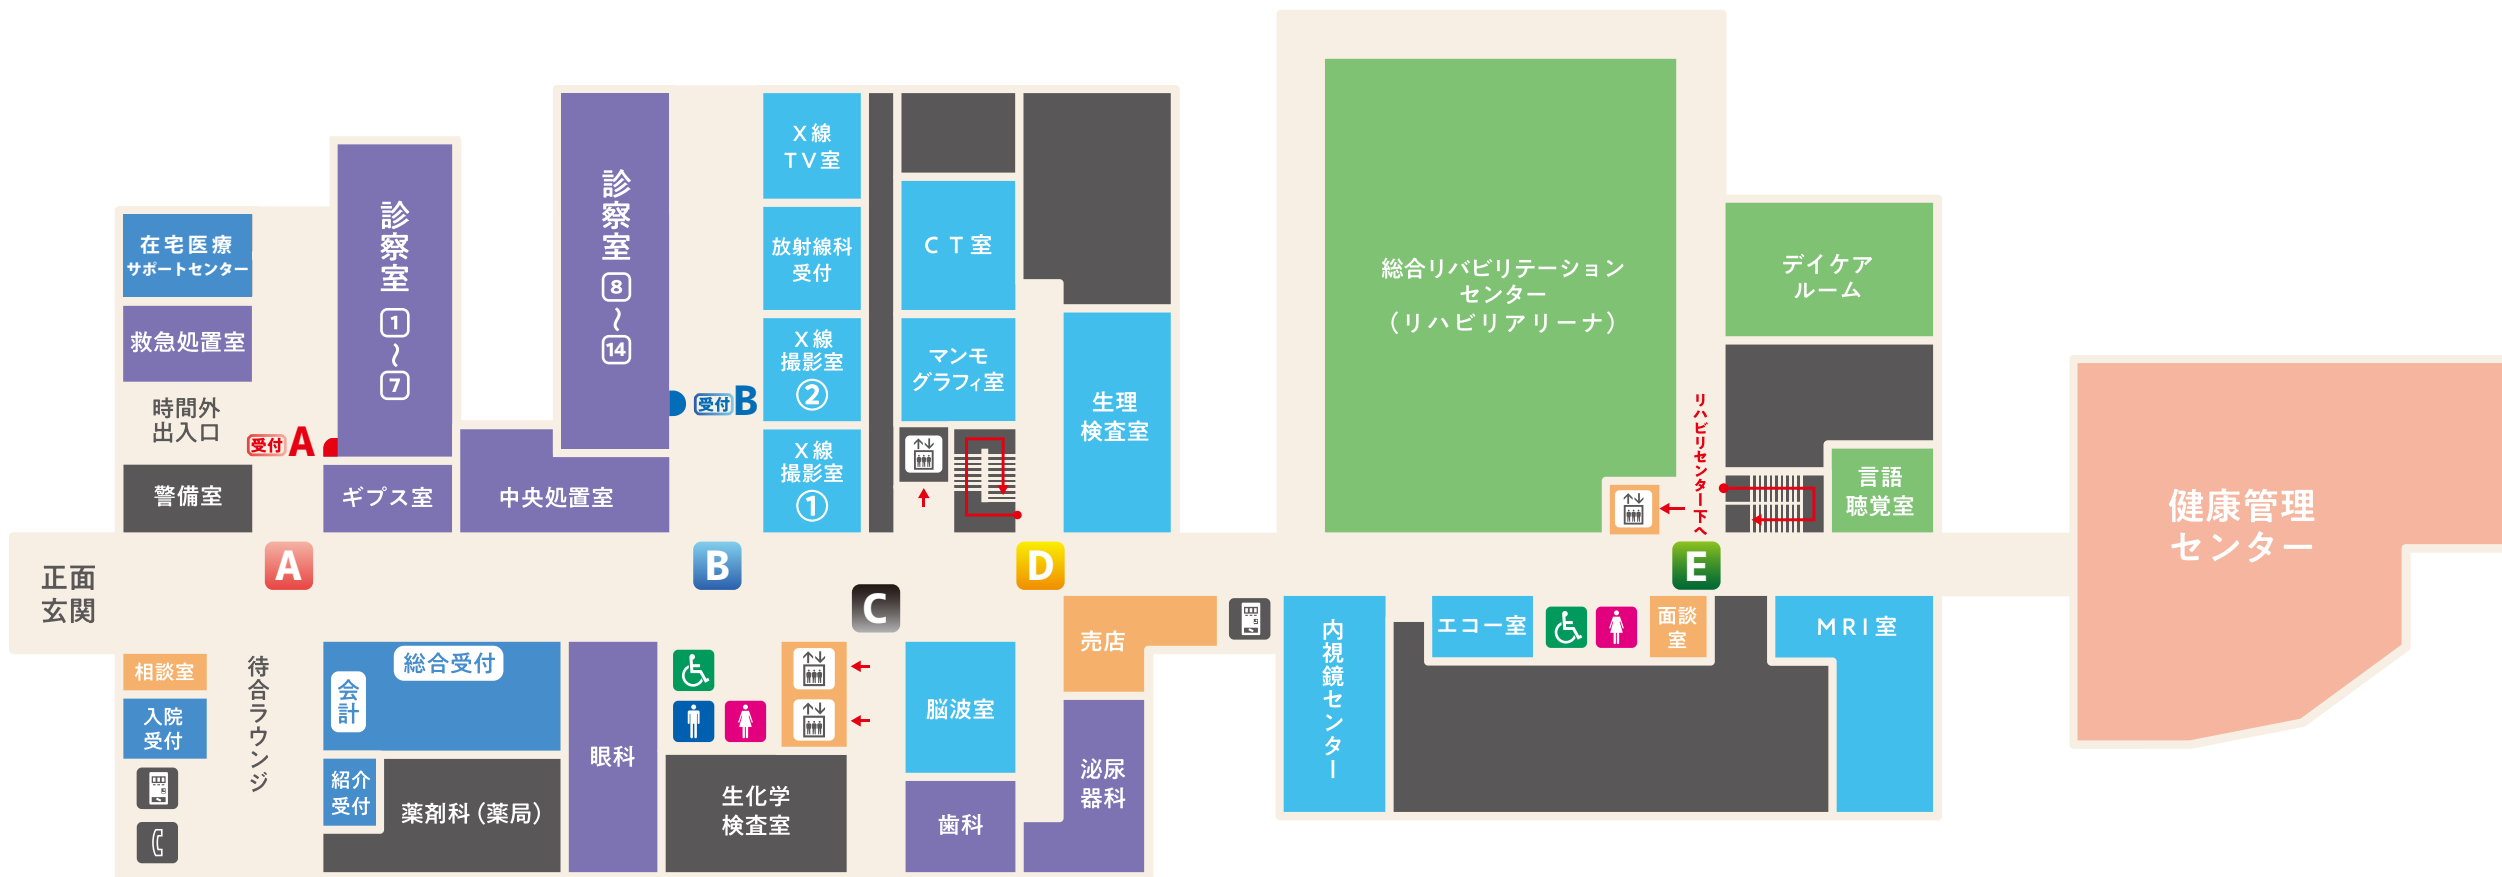 在宅医療
サポートセンター
救急処置室
時間外
出入口
受付A
警備室
診察室
1
〜
7
ギプス室
診察室
8
〜
14
中央処置室
受付B
X線
TV室
放射線科
受付
X線
撮影室
②
X線
撮影室
①
CT室
マンモ
グラフィ室
生理
検査室
総合リハビリテーション
センター
(リハビリアリーナ)
リハビリセンター下へ
デイケア
ルーム
言語
聴覚室
健康管理
センター
正面
玄関
A
B
C
D
E
相談室
入院
受付
待合ラウンジ
総合受付
会計
紹介
受付
薬剤科(薬局)
眼科
生化学
検査室
脳波室
歯科
売店
泌尿
器科
内視鏡センター
エコー室
面談
室
MRI室